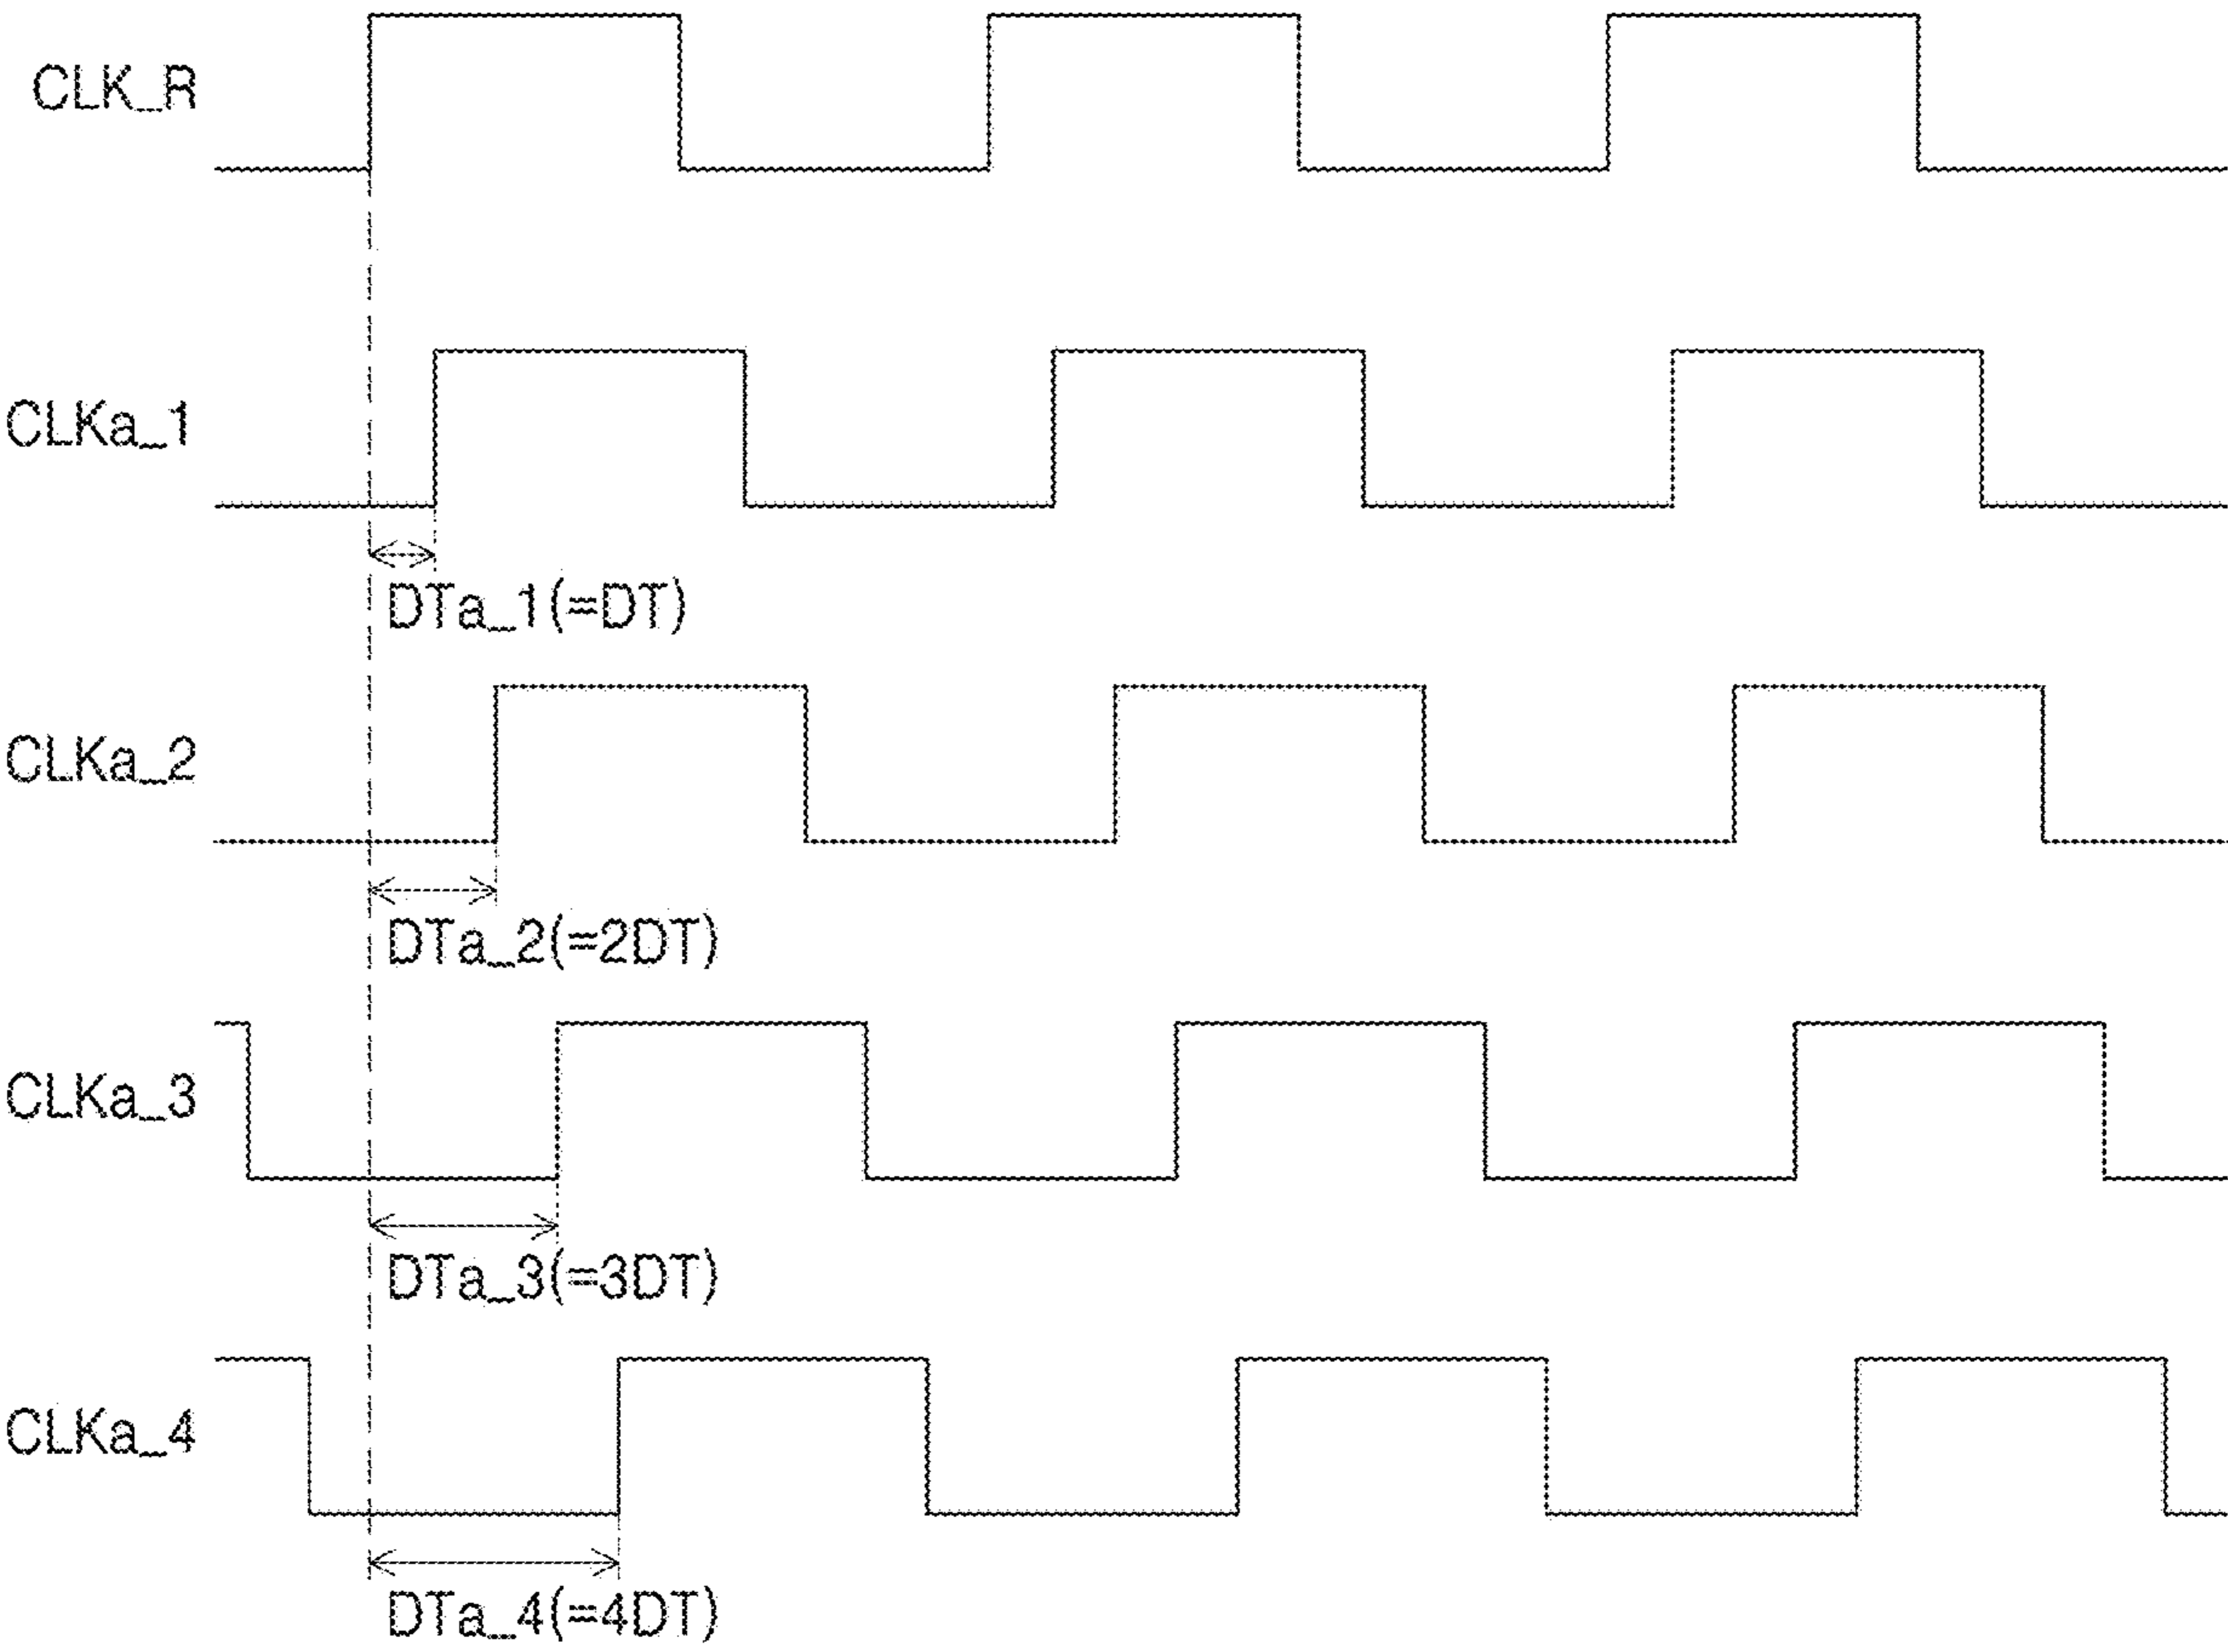 CLK_R
CLKa_1
DTa_1(=DT)
CLKa_2
DTa_2(=2DT)
CLKa_3
DTa_3(=3DT)
CLKa_4
DTa_4(=4DT)